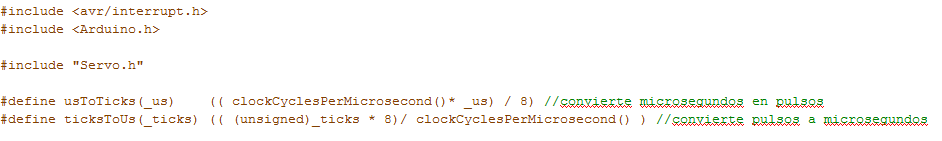 #include <avr/interrupt.h>
#include <Arduino.h>
#include "Servo.h"
#define usToTicks(_us)    (( clockCyclesPerMicrosecond()* _us) / 8) //convierte microsegundos en pulsos
#define ticksToUs(_ticks) (( (unsigned)_ticks * 8)/ clockCyclesPerMicrosecond() ) //convierte pulsos a microsegundos